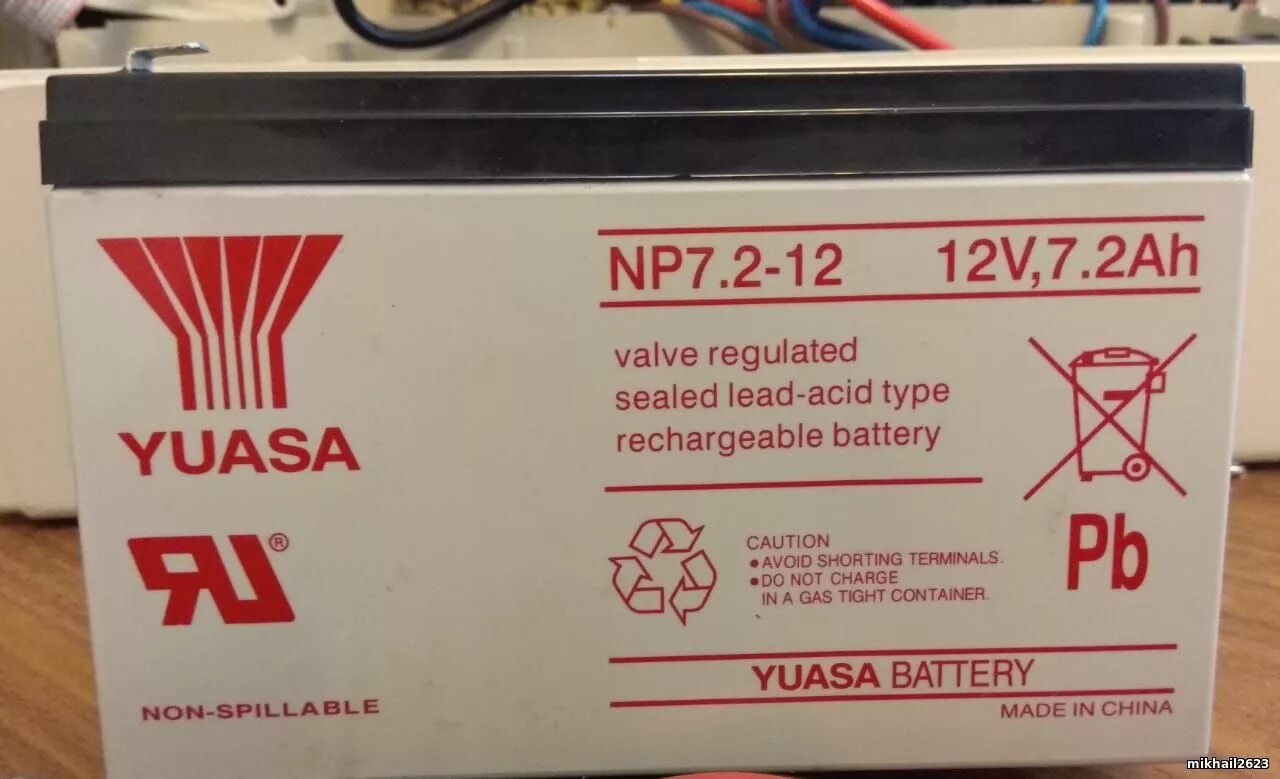 NP7.2-12 12V,7.2Ah
valve regulated
sealed lead-acid type
rechargeable battery
YUASA
Pb
®
CAUTION
• AVOID SHORTING TERMINALS.
• DO NOT CHARGE
IN A GAS TIGHT CONTAINER.
YUASA BATTERY
NON-SPILLABLE
MADE IN CHINA
mikhail2623